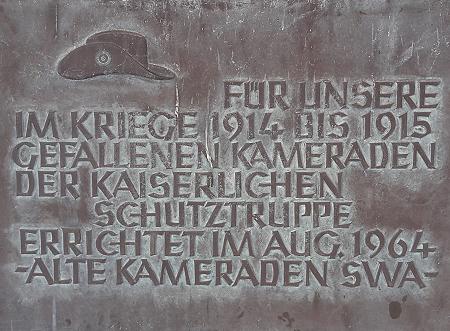 FÜR UNSERE
IM KRIEGE 1914 BIS 1915
GEFALLENEN KAMERADEN
DER KAISERLICHEN
SCHUTZTRUPPE
ERRICHTET IM AUG. 1964
-ALTE KAMERADEN SWA-